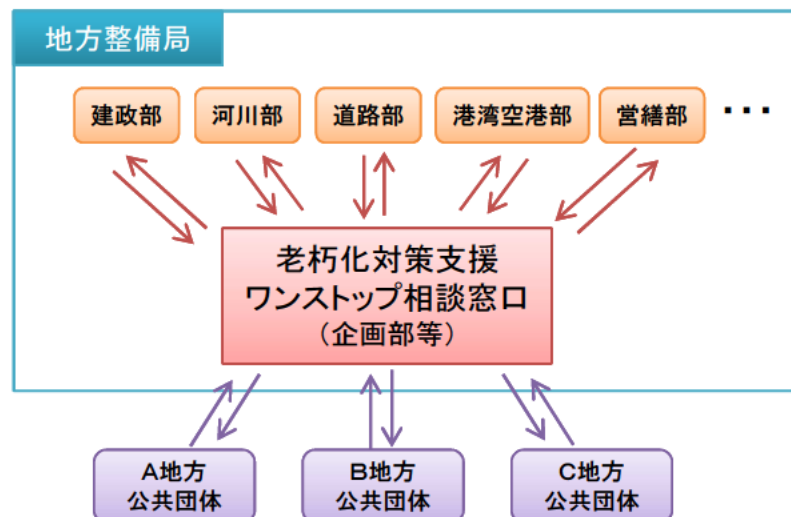 地方整備局
建政部
河川部
道路部
港湾空港部
営繕部
・・・
老朽化対策支援
ワンストップ相談窓口
（企画部等）
A地方
公共団体
B地方
公共団体
C地方
公共団体